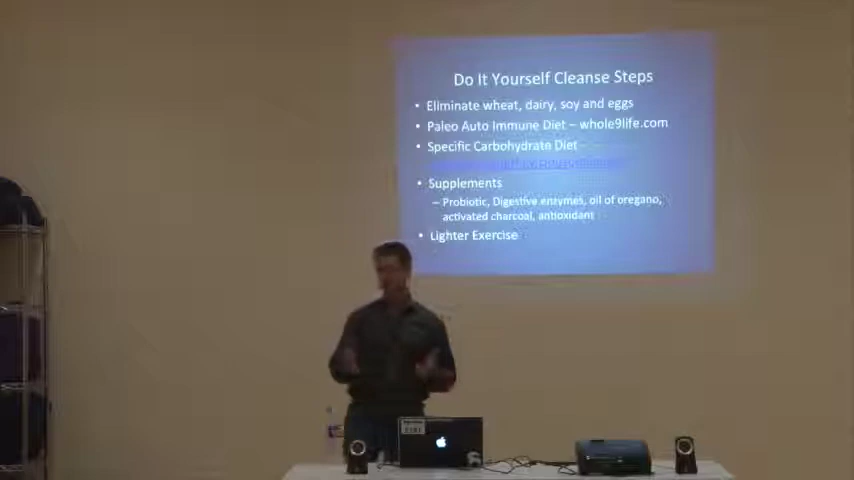 Do It Yourself Cleanse Steps
• Eliminate wheat, dairy, soy and eggs
• Paleo Auto Immune Diet – whole9life.com
• Specific Carbohydrate Diet -
• Supplements
– Probiotic, Digestive enzymes, oil of oregano,
activated charcoal, antioxidant
• Lighter Exercise